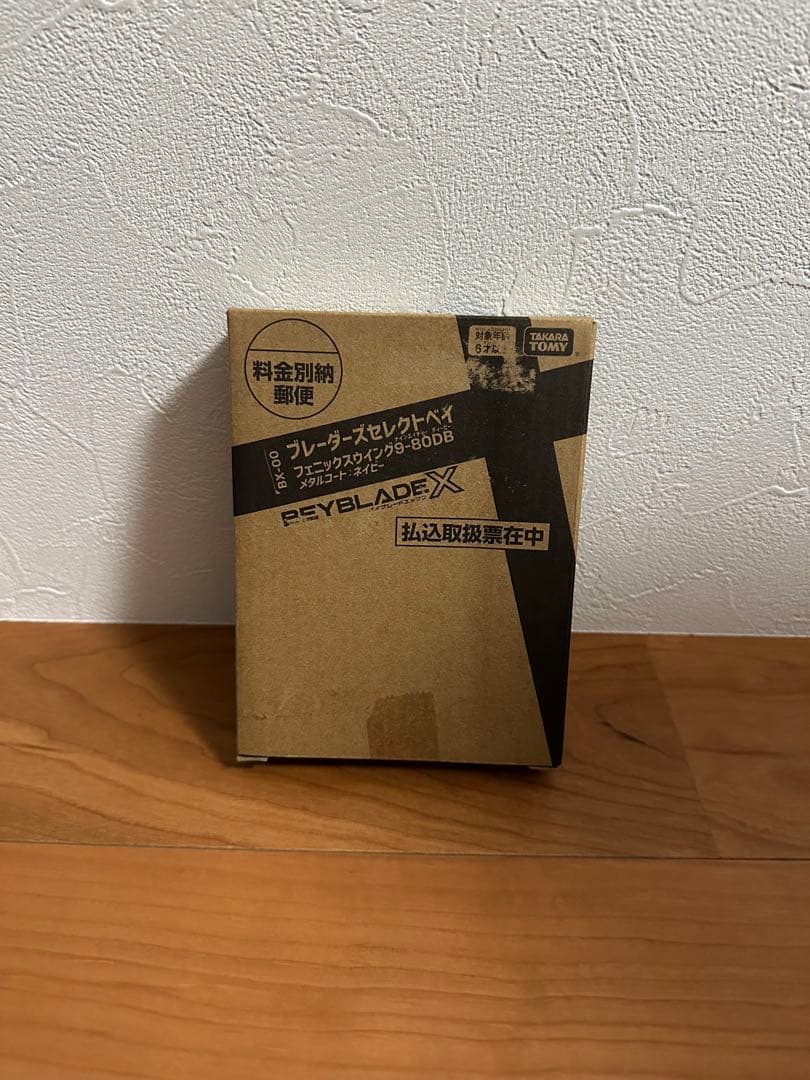 料金別納
郵便
対象年齢
6才以上
TAKARA
TOMY
BX-00
ブレーダーズセレクトベイ
フェニックスウイング9-80DB
メタルコート:ネイビー
BEYBLADE X
払込取扱票在中